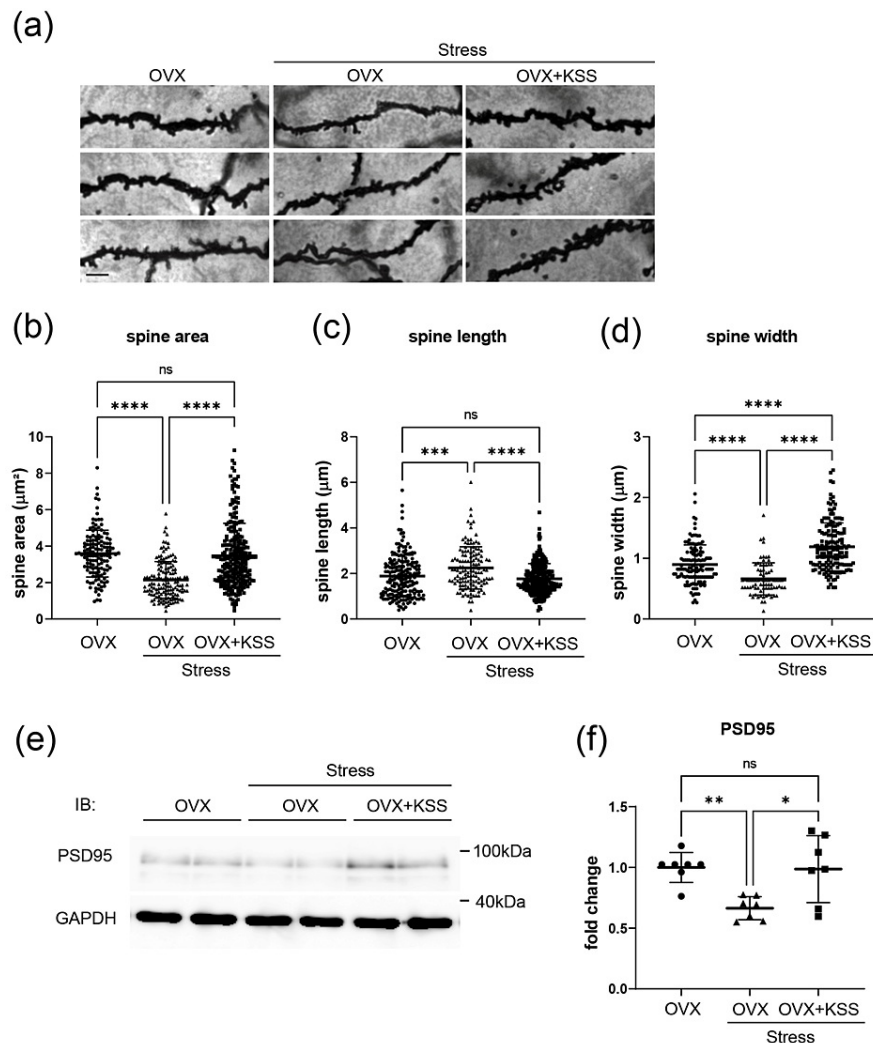 (a)
Stress
OVX OVX OVX+KSS
(b) (c) (d)
spine area spine length spine width
ns
**** ****
ns
*** ****
****
**** ****
spine area (μm²)
10
8
6
4
2
0
OVX OVX OVX+KSS
Stress
spine length (μm)
8
6
4
2
0
OVX OVX OVX+KSS
Stress
spine width (μm)
3
2
1
0
OVX OVX OVX+KSS
Stress
(e)
Stress
IB: OVX OVX OVX+KSS
PSD95 100kDa
40kDa
GAPDH
(f)
PSD95
ns
** *
fold change
1.5
1.0
0.5
0.0
OVX OVX OVX+KSS
Stress